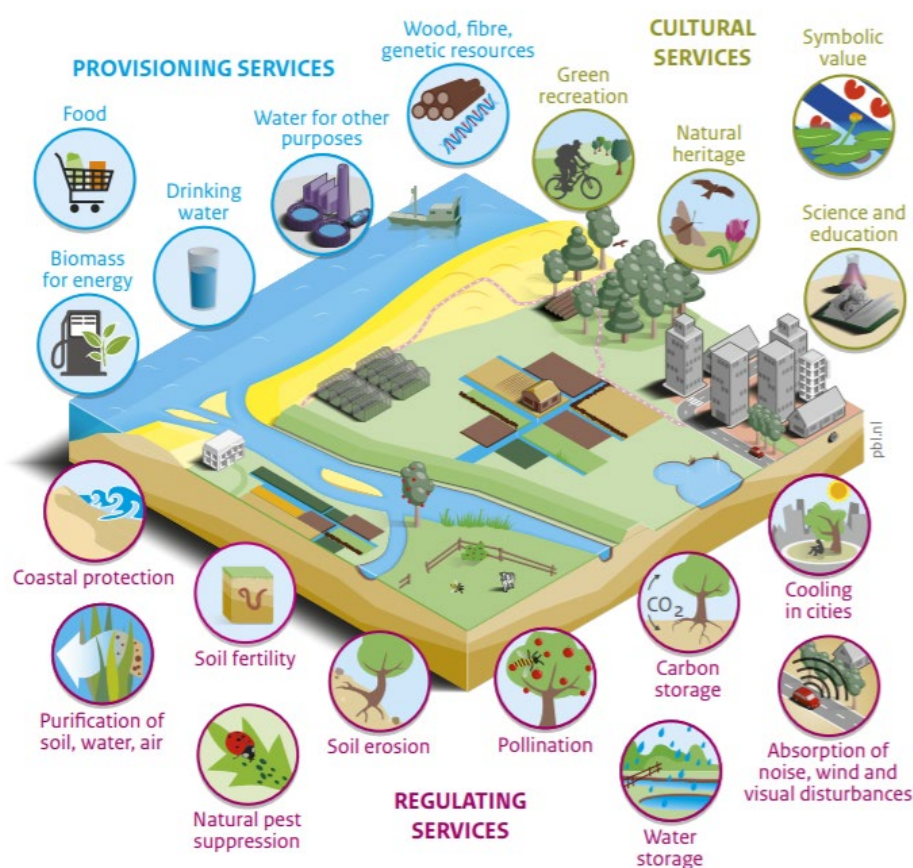 PROVISIONING SERVICES
Food
Biomass
for energy
Drinking
water
Water for other
purposes
Wood, fibre,
genetic resources
CULTURAL
SERVICES
Green
recreation
Natural
heritage
Symbolic
value
Science and
education
pbl.nl
Coastal protection
Purification of
soil, water, air
Soil fertility
Natural pest
suppression
Soil erosion
Pollination
CO₂
Carbon
storage
Water
storage
Cooling
in cities
Absorption of
noise, wind and
visual disturbances
REGULATING
SERVICES